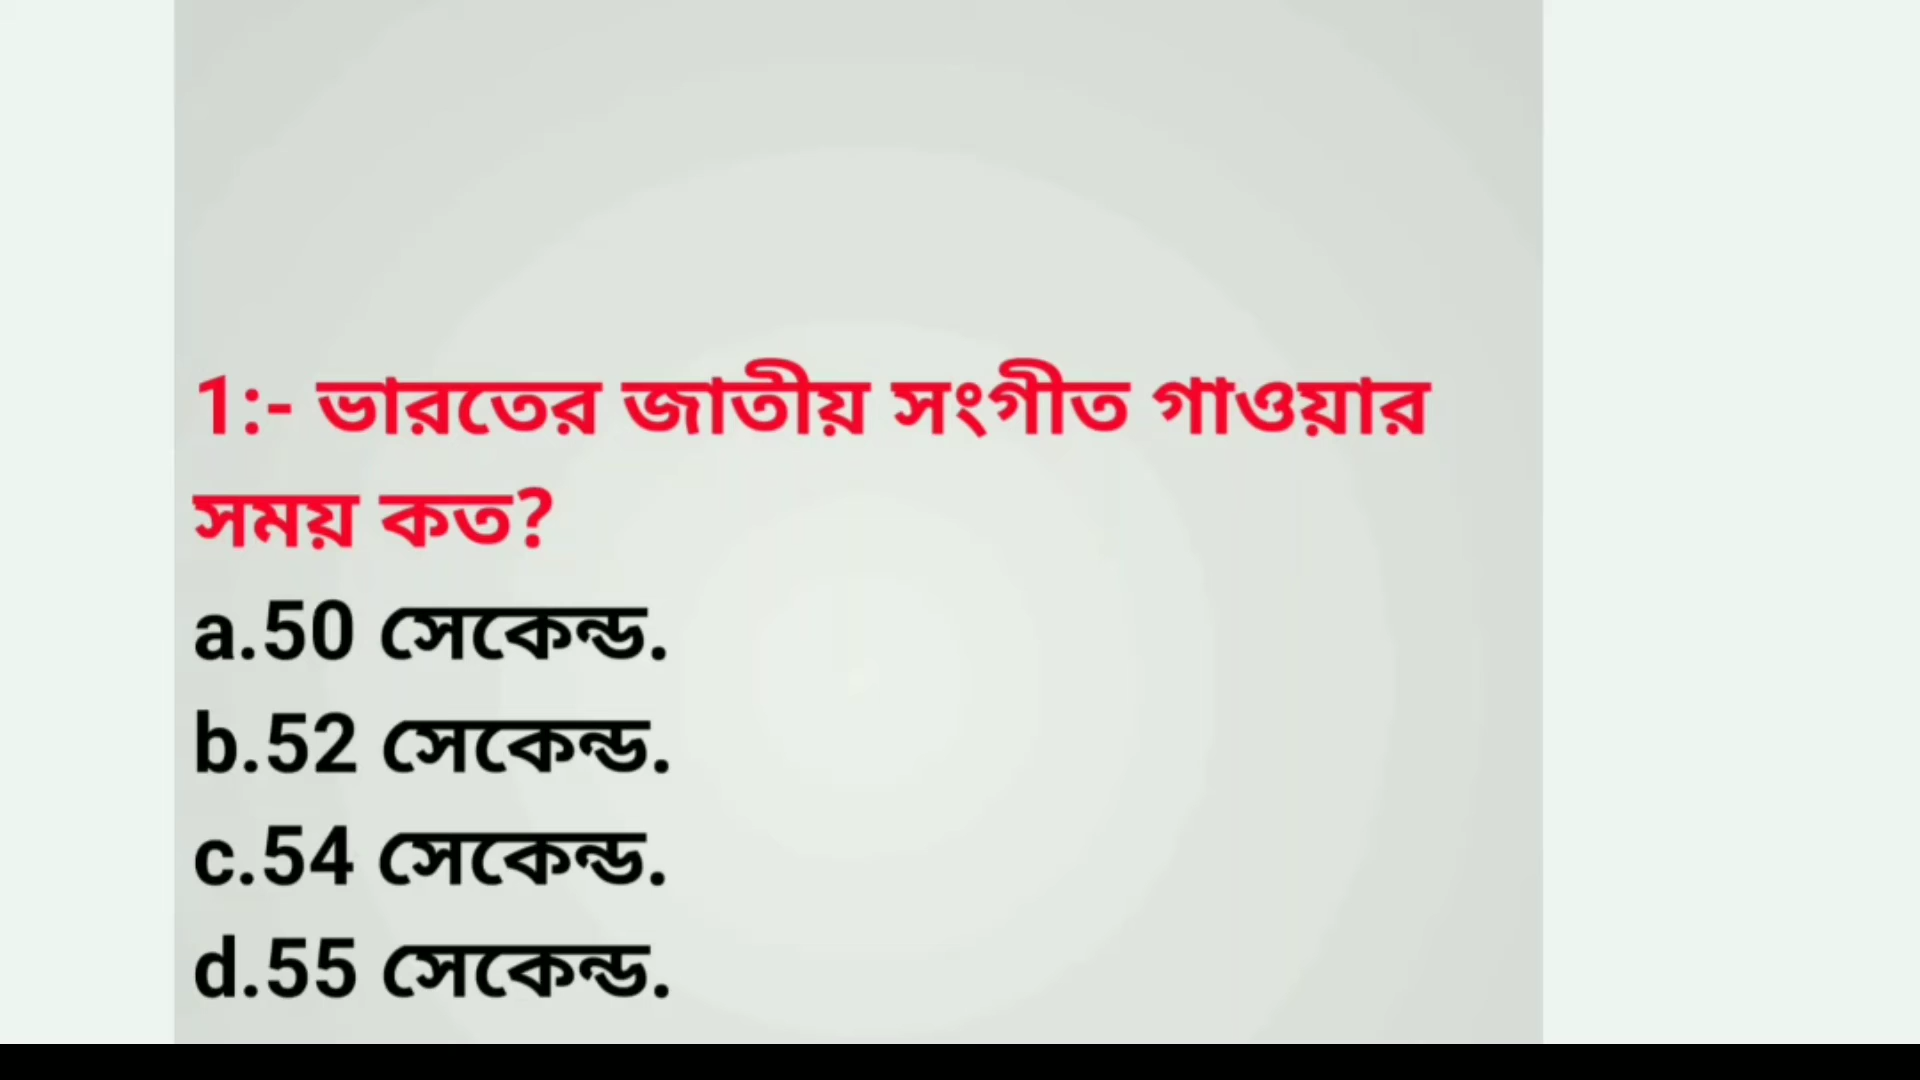 1:- ভারতের জাতীয় সংগীত গাওয়ার
সময় কত?
a.50 সেকেন্ড.
b.52 সেকেন্ড.
c.54 সেকেন্ড.
d.55 সেকেন্ড.